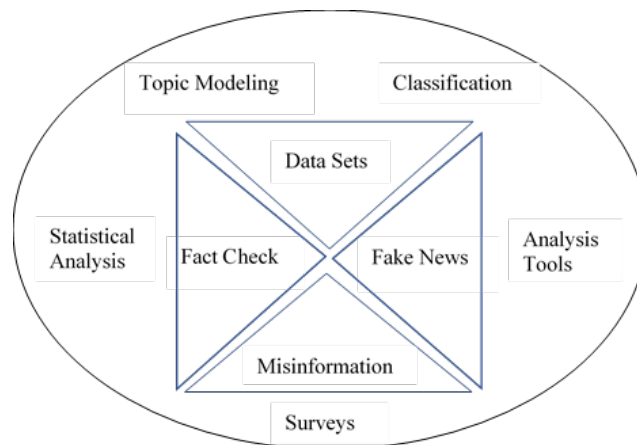 Topic Modeling
Classification
Data Sets
Statistical
Analysis
Fact Check
Fake News
Analysis
Tools
Misinformation
Surveys